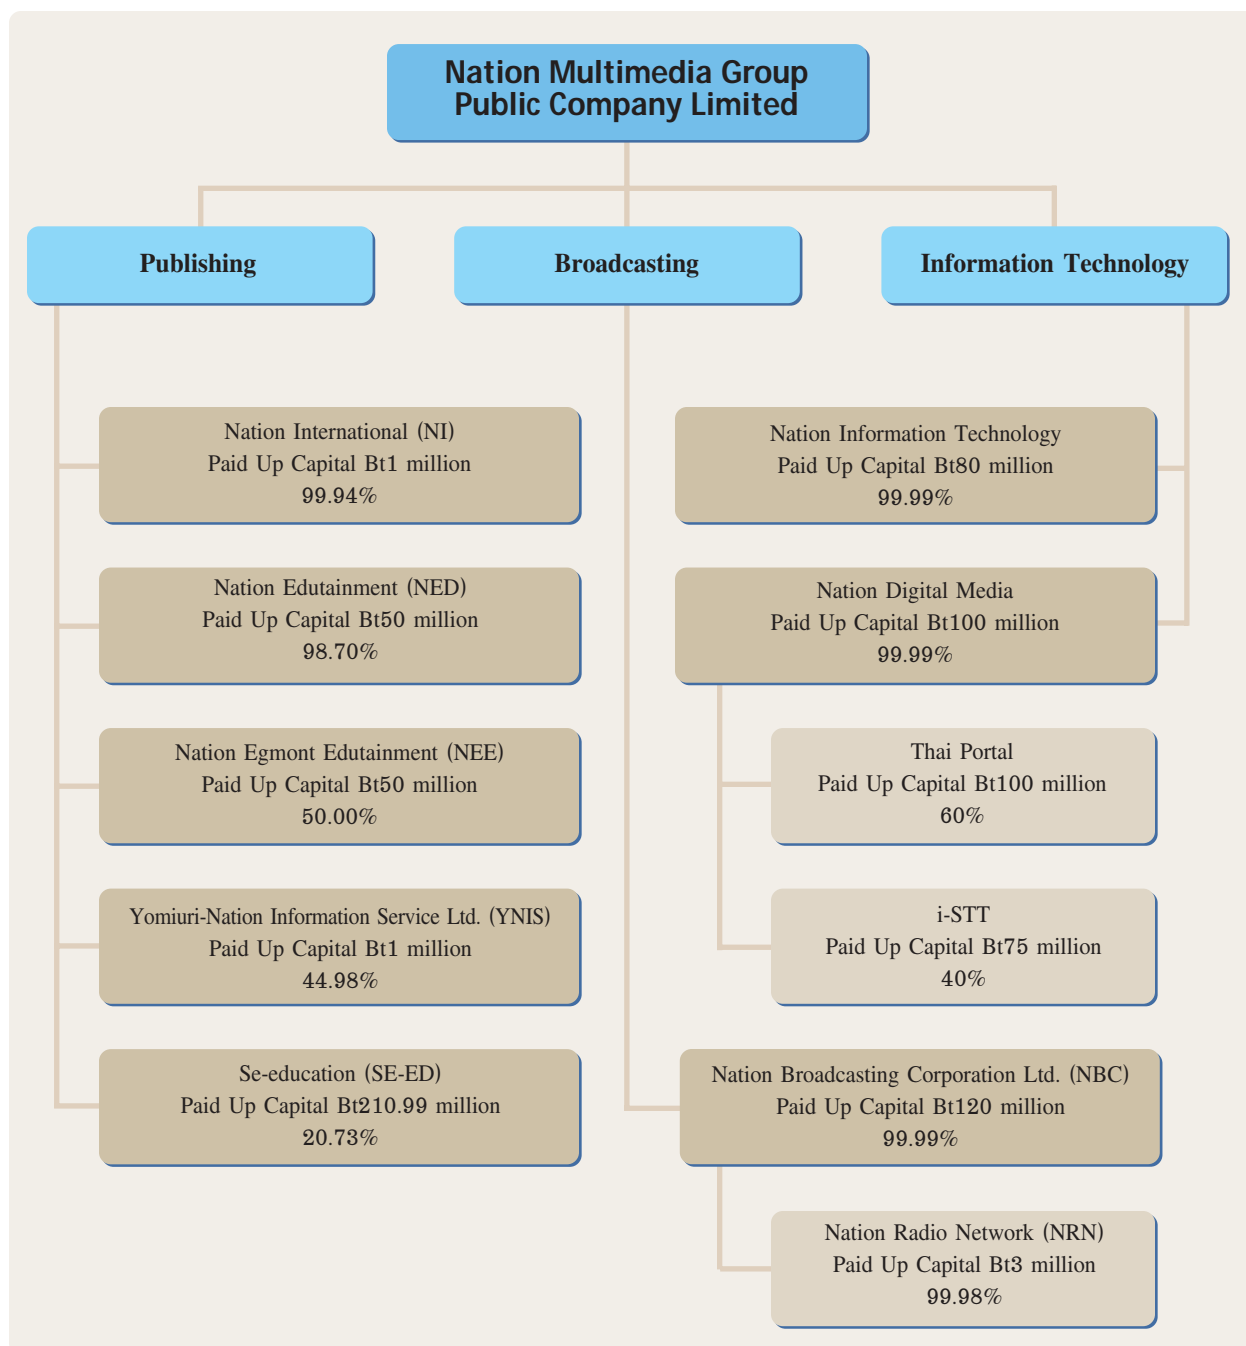 Nation Multimedia Group
Public Company Limited
Publishing
Broadcasting
Information Technology
Nation International (NI)
Paid Up Capital Bt1 million
99.94%
Nation Edutainment (NED)
Paid Up Capital Bt50 million
98.70%
Nation Egmont Edutainment (NEE)
Paid Up Capital Bt50 million
50.00%
Yomiuri-Nation Information Service Ltd. (YNIS)
Paid Up Capital Bt1 million
44.98%
Se-education (SE-ED)
Paid Up Capital Bt210.99 million
20.73%
Nation Information Technology
Paid Up Capital Bt80 million
99.99%
Nation Digital Media
Paid Up Capital Bt100 million
99.99%
Thai Portal
Paid Up Capital Bt100 million
60%
i-STT
Paid Up Capital Bt75 million
40%
Nation Broadcasting Corporation Ltd. (NBC)
Paid Up Capital Bt120 million
99.99%
Nation Radio Network (NRN)
Paid Up Capital Bt3 million
99.98%